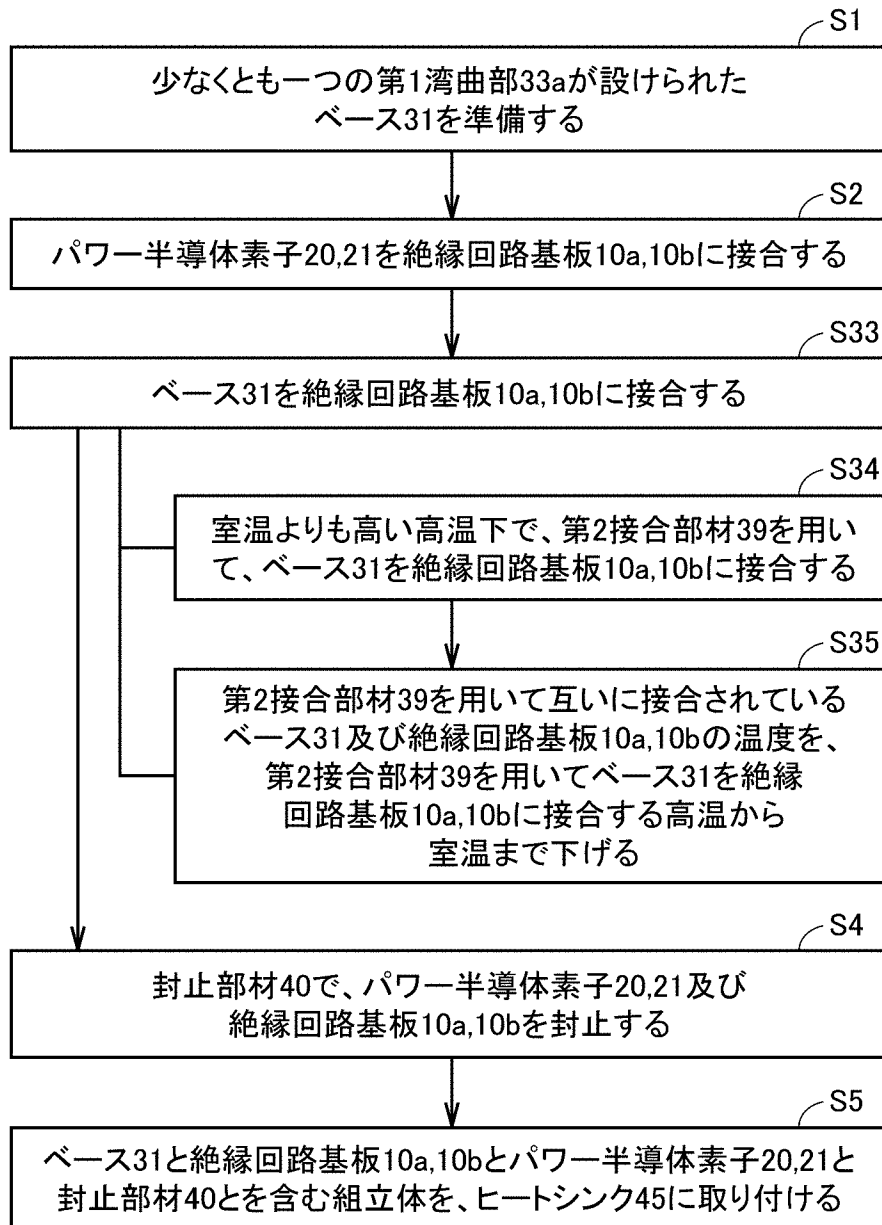 S1
少なくとも一つの第1湾曲部33aが設けられた
ベース31を準備する
S2
パワー半導体素子20,21を絶縁回路基板10a,10bに接合する
S33
ベース31を絶縁回路基板10a,10bに接合する
S34
室温よりも高い高温下で、第2接合部材39を用い
て、ベース31を絶縁回路基板10a,10bに接合する
S35
第2接合部材39を用いて互いに接合されている
ベース31及び絶縁回路基板10a,10bの温度を、
第2接合部材39を用いてベース31を絶縁
回路基板10a,10bに接合する高温から
室温まで下げる
S4
封止部材40で、パワー半導体素子20,21及び
絶縁回路基板10a,10bを封止する
S5
ベース31と絶縁回路基板10a,10bとパワー半導体素子20,21と
封止部材40とを含む組立体を、ヒートシンク45に取り付ける